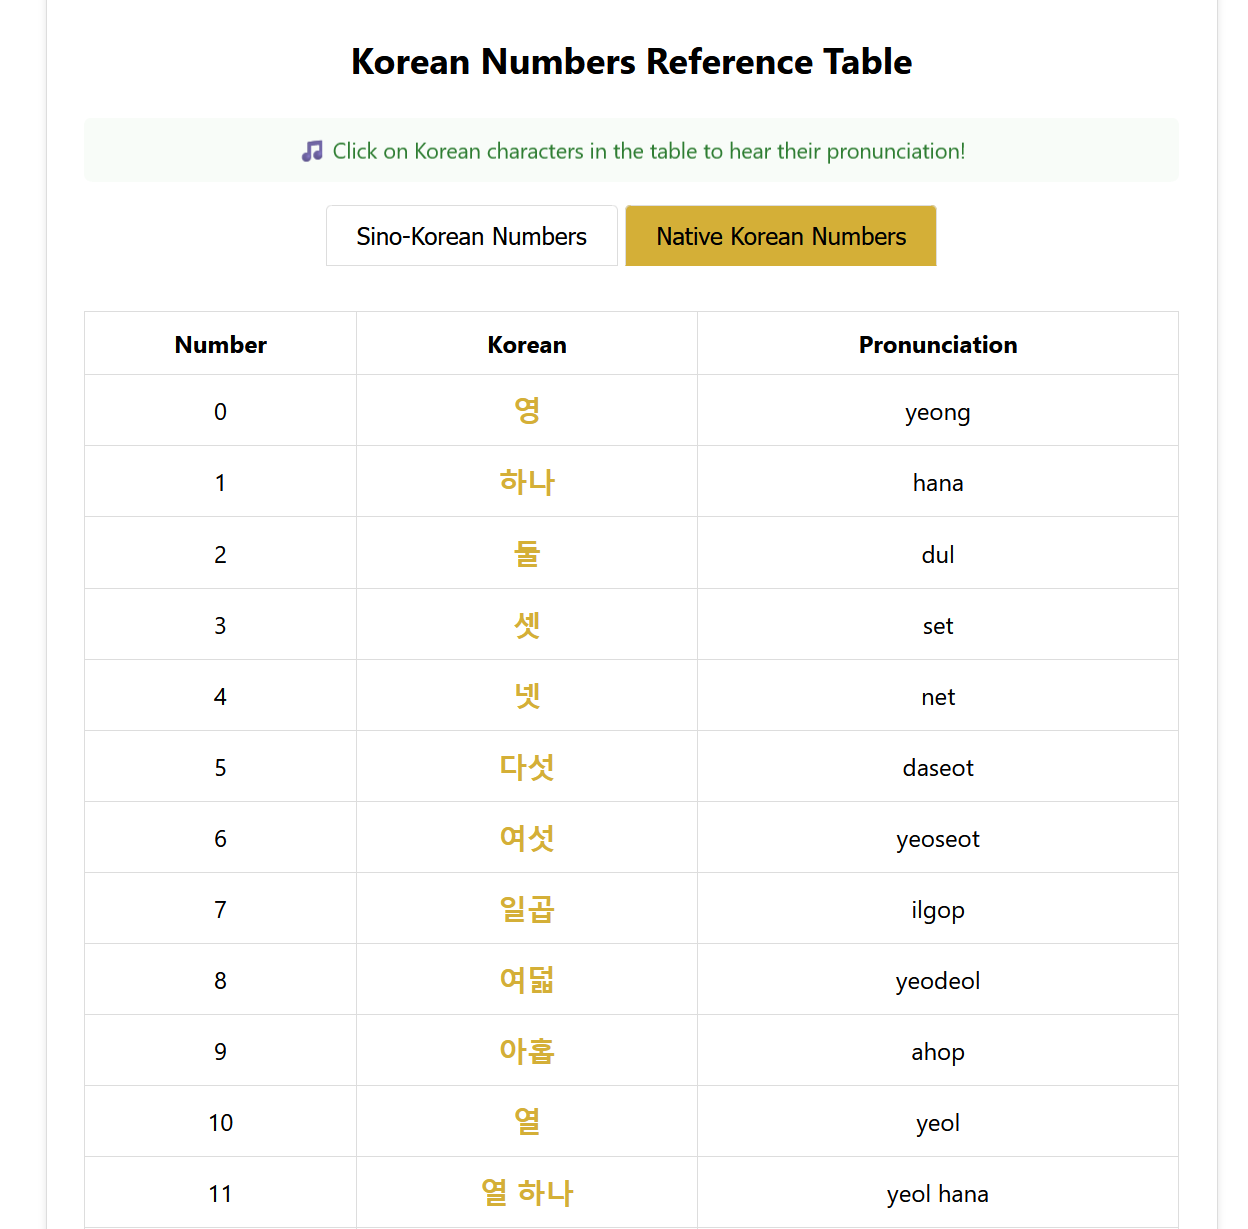 Korean Numbers Reference Table
🎵 Click on Korean characters in the table to hear their pronunciation!
Sino-Korean Numbers Native Korean Numbers
Number Korean Pronunciation
0 영 yeong
1 하나 hana
2 둘 dul
3 셋 set
4 넷 net
5 다섯 daseot
6 여섯 yeoseot
7 일곱 ilgop
8 여덟 yeodeol
9 아홉 ahop
10 열 yeol
11 열 하나 yeol hana